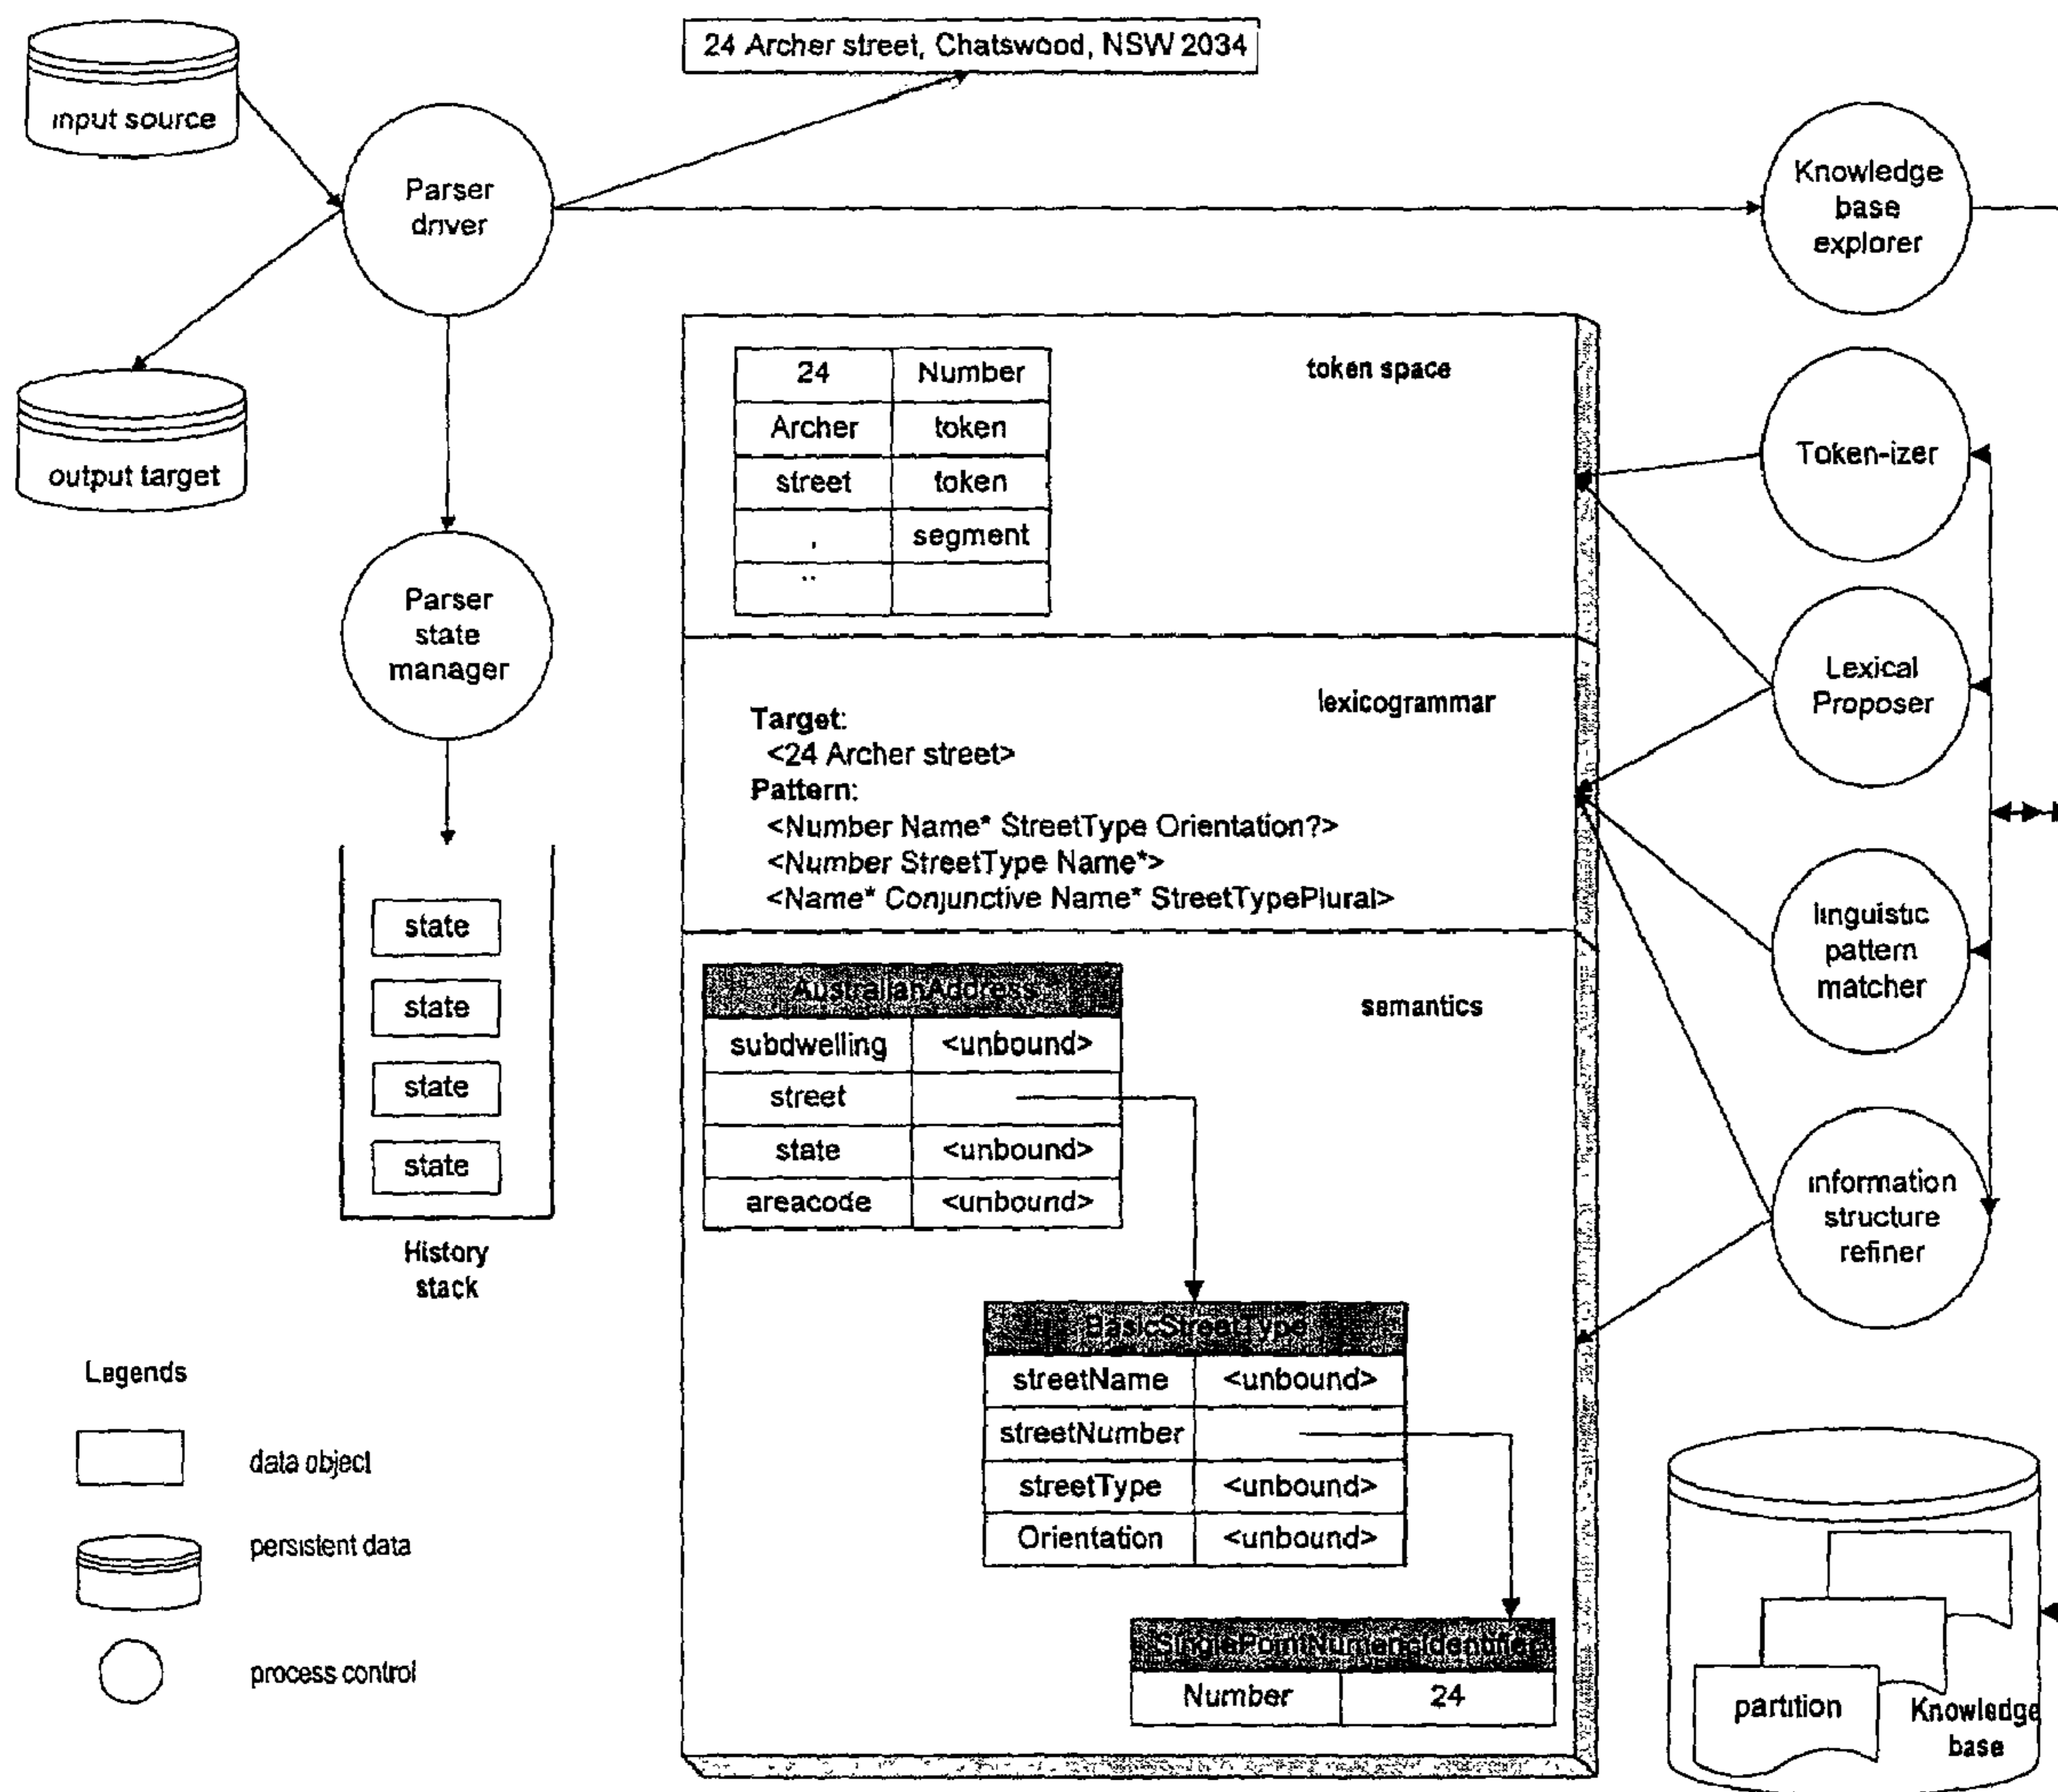 24 Archer street, Chatswood, NSW 2034
input source
Parser
driver
Knowledge
base
explorer
output target
24 Number
Archer token
street token
, segment
..
token space
Token-izer
Parser
state
manager
lexicogrammar
Target:
<24 Archer street>
Pattern:
<Number Name* StreetType Orientation?>
<Number StreetType Name*>
<Name* Conjunctive Name* StreetTypePlural>
Lexical
Proposer
linguistic
pattern
matcher
state
state
state
state
History
stack
semantics
AustralianAddress
subdwelling <unbound>
street
state <unbound>
areacode <unbound>
information
structure
refiner
BasicStreetType
streetName <unbound>
streetNumber
streetType <unbound>
Orientation <unbound>
SinglePointNumericIdentifier
Number 24
Legends
data object
persistent data
process control
partition
Knowledge
base